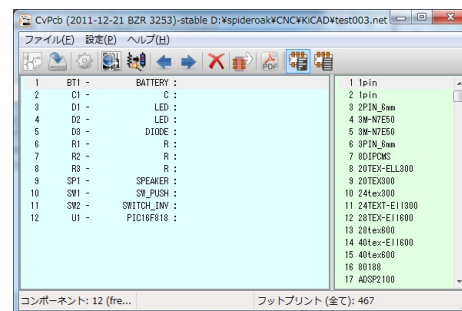 CvPcb (2011-12-21 BZR 3253)-stable D:¥spideroak¥CNC¥KiCAD¥test003.net
ファイル(F) 設定(P) ヘルプ(H)
PDF
1 BT1 - BATTERY :
2 C1 - C :
3 D1 - LED :
4 D2 - LED :
5 D3 - DIODE :
6 R1 - R :
7 R2 - R :
8 R3 - R :
9 SP1 - SPEAKER :
10 SW1 - SW_PUSH :
11 SW2 - SWITCH_INV :
12 U1 - PIC16F818 :
1 1pin
2 1pin
3 2PIN_6mm
4 3M-N7E50
5 3M-N7E50
6 3PIN_6mm
7 8DIPCMS
8 20TEX-ELL300
9 20TEX300
10 24tex300
11 24TEXT-Ell300
12 28TEX-Ell600
13 28tex600
14 40tex-Ell600
15 40tex600
16 80188
17 ADSP2100
コンポーネント: 12 (fre...
フットプリント (全て): 467